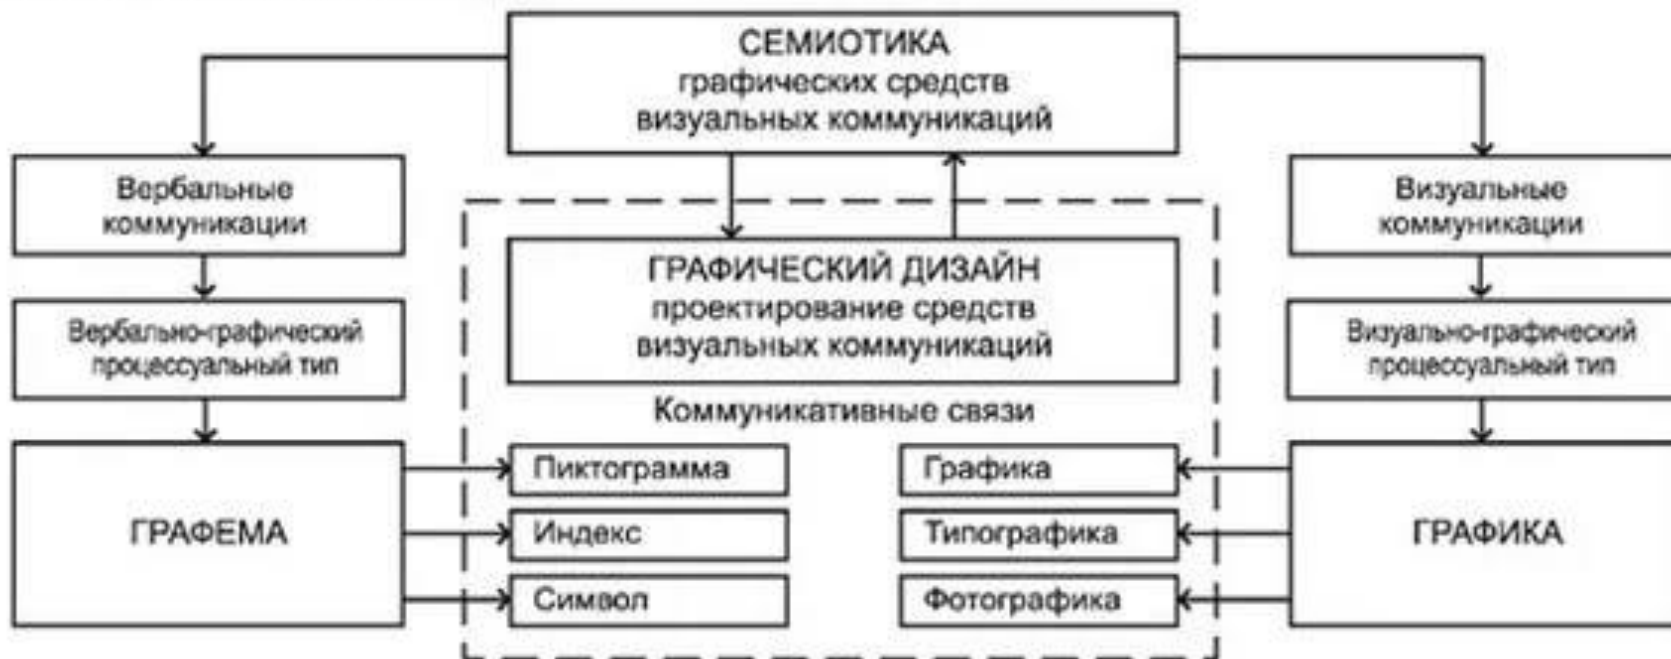 СЕМИОТИКА
графических средств
визуальных коммуникаций
Вербальные
коммуникации
Визуальные
коммуникации
ГРАФИЧЕСКИЙ ДИЗАЙН
проектирование средств
визуальных коммуникаций
Вербально-графический
процессуальный тип
Визуально-графический
процессуальный тип
Коммуникативные связи
ГРАФЕМА
Пиктограмма
Индекс
Символ
Графика
Типографика
Фотографика
ГРАФИКА